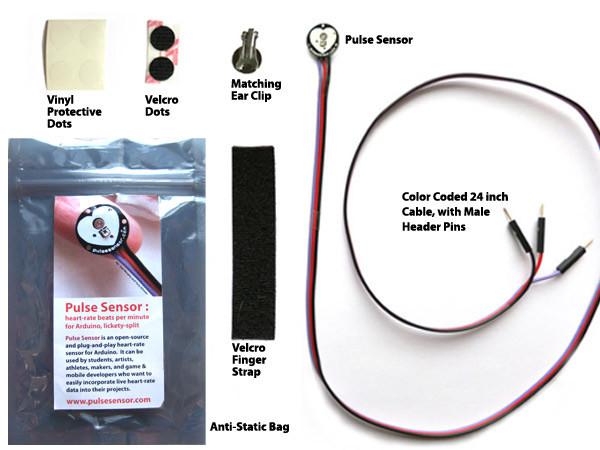 Vinyl
Protective
Dots
Velcro
Dots
Matching
Ear Clip
Pulse Sensor
Color Coded 24 inch
Cable, with Male
Header Pins
pulsesensor.com
Pulse Sensor :
heart-rate beats per minute
for Arduino, lickety-split
Pulse Sensor is an open-source
and plug-and-play heart-rate
sensor for Arduino.  It can be
used by students, artists,
athletes, makers, and game &
mobile developers who want to
easily incorporate live heart-rate
data into their projects.
www.pulsesensor.com
Velcro
Finger
Strap
Anti-Static Bag